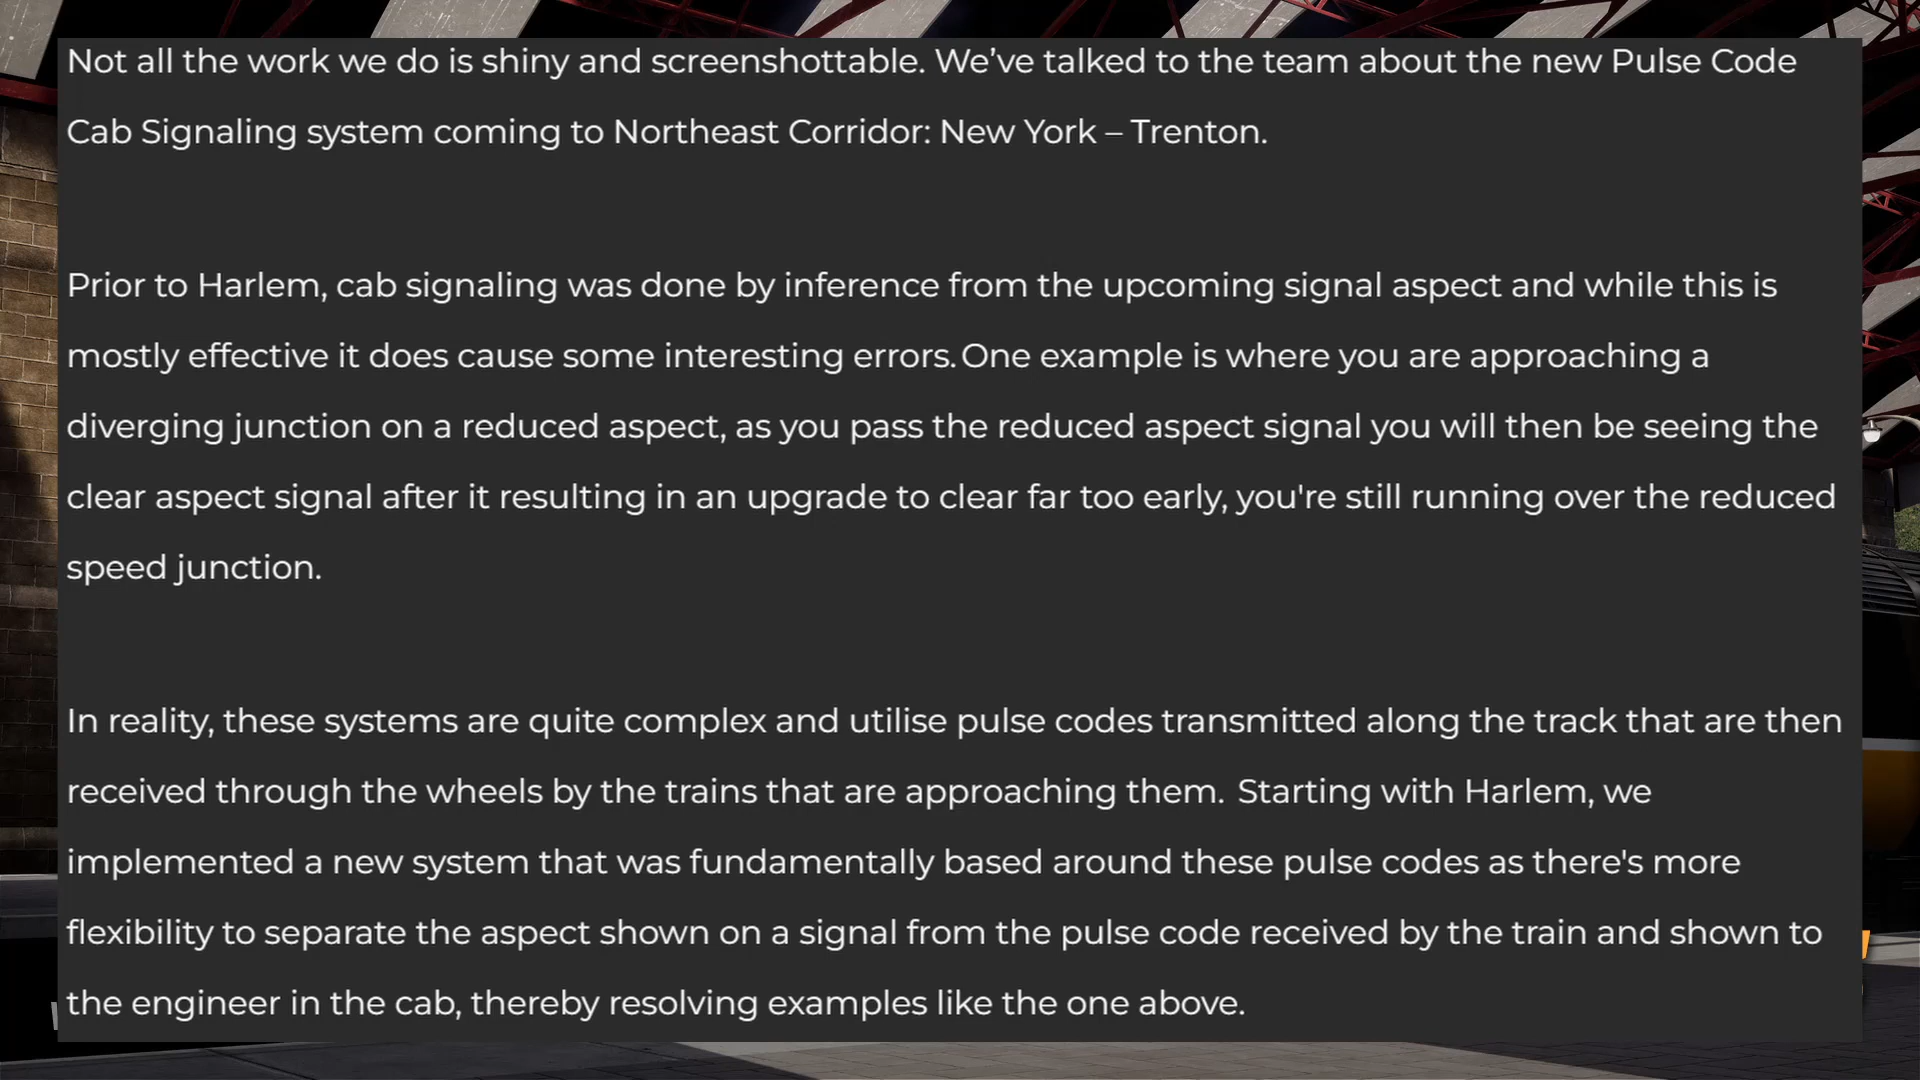 Not all the work we do is shiny and screenshottable. We’ve talked to the team about the new Pulse Code
Cab Signaling system coming to Northeast Corridor: New York – Trenton.
Prior to Harlem, cab signaling was done by inference from the upcoming signal aspect and while this is
mostly effective it does cause some interesting errors. One example is where you are approaching a
diverging junction on a reduced aspect, as you pass the reduced aspect signal you will then be seeing the
clear aspect signal after it resulting in an upgrade to clear far too early, you're still running over the reduced
speed junction.
In reality, these systems are quite complex and utilise pulse codes transmitted along the track that are then
received through the wheels by the trains that are approaching them. Starting with Harlem, we
implemented a new system that was fundamentally based around these pulse codes as there's more
flexibility to separate the aspect shown on a signal from the pulse code received by the train and shown to
the engineer in the cab, thereby resolving examples like the one above.